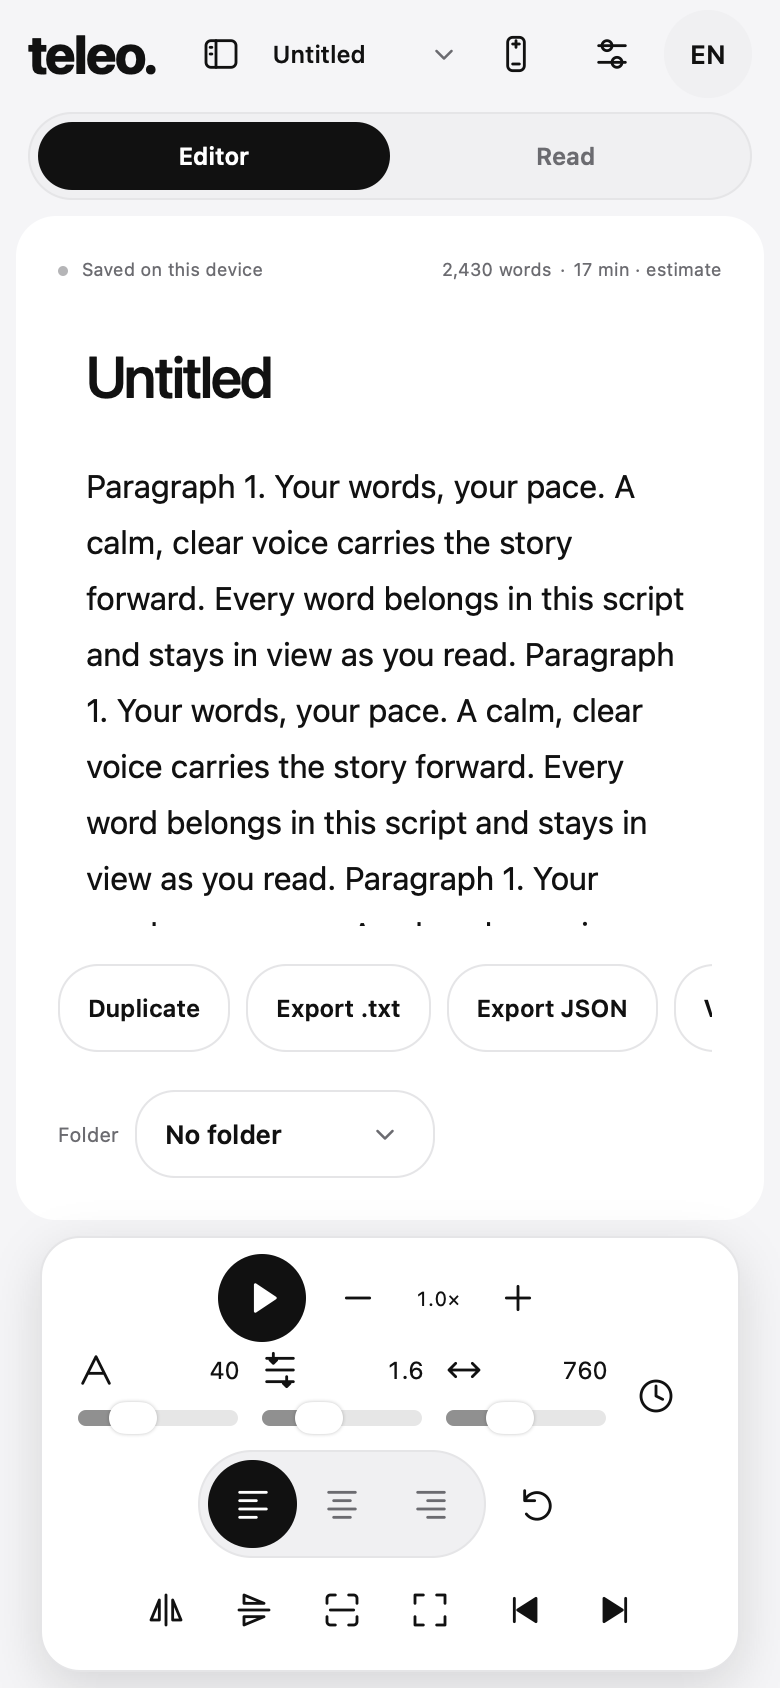 teleo.
Untitled
EN
Editor
Read
Saved on this device
2,430 words · 17 min · estimate
Untitled
Paragraph 1. Your words, your pace. A
calm, clear voice carries the story
forward. Every word belongs in this script
and stays in view as you read. Paragraph
1. Your words, your pace. A calm, clear
voice carries the story forward. Every
word belongs in this script and stays in
view as you read. Paragraph 1. Your
Duplicate
Export .txt
Export JSON
Folder
No folder
1.0×
40
1.6
760